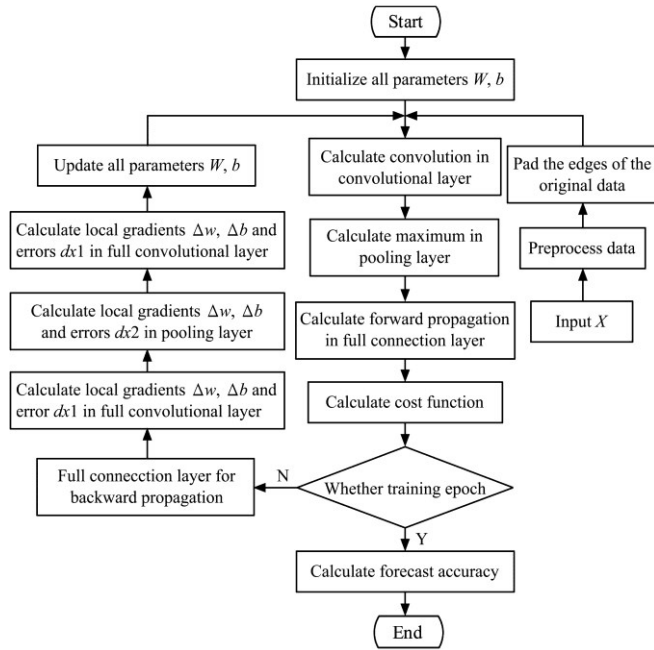 Start
Initialize all parameters W, b
Update all parameters W, b
Calculate local gradients Δw, Δb and
errors dx1 in full convolutional layer
Calculate local gradients Δw, Δb
and errors dx2 in pooling layer
Calculate local gradients Δw, Δb and
error dx1 in full convolutional layer
Full connecction layer for
backward propagation
Calculate convolution in
convolutional layer
Calculate maximum in
pooling layer
Calculate forward propagation
in full connection layer
Calculate cost function
Whether training epoch
N
Y
Calculate forecast accuracy
End
Pad the edges of the
original data
Preprocess data
Input X